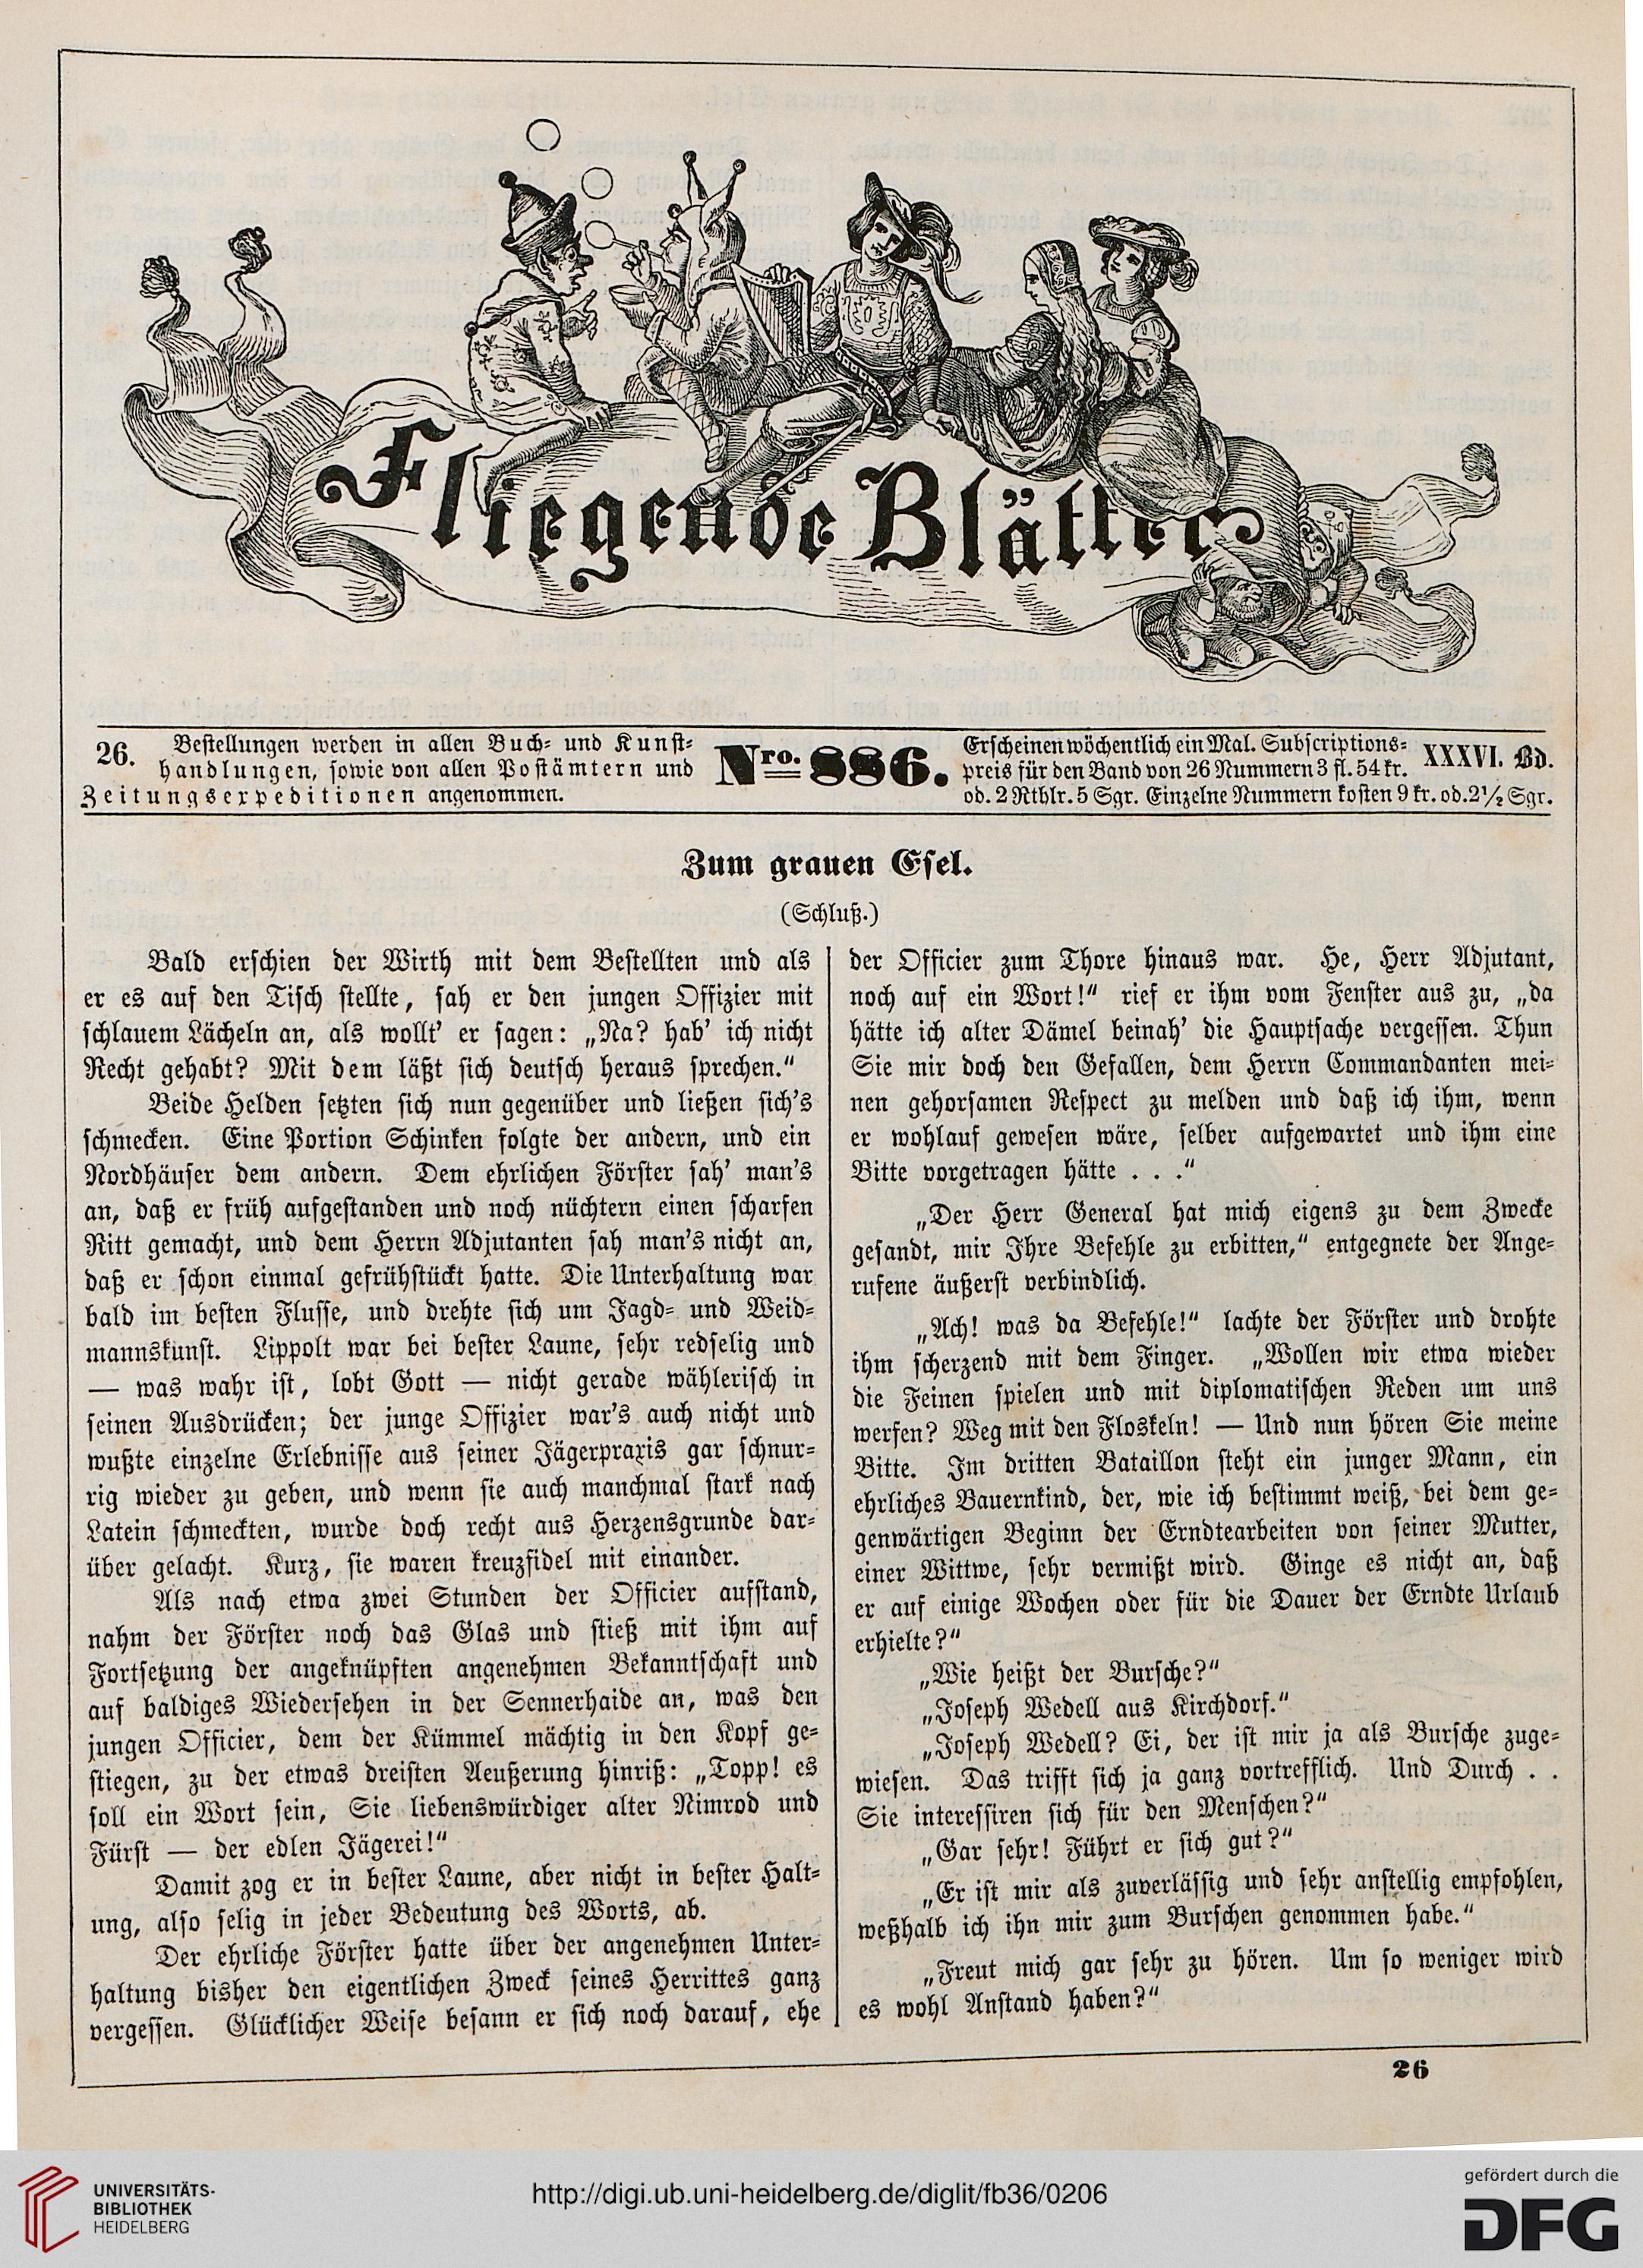 Fliegende Blätter
26.
Bestellungen werden in allen Buch- und Kunst-
handlungen, sowie von allen Postämtern und
Zeitungsexpeditionen angenommen.
Nro. 886.
Erscheinen wöchentlich ein Mal. Subscriptions-
preis für den Band von 26 Nummern 3 fl. 54 kr.
od. 2 Rthlr. 5 Sgr. Einzelne Nummern kosten 9 kr. od. 2½ Sgr.
XXXVI. Bd.
Zum grauen Esel.
(Schluß.)
Bald erschien der Wirth mit dem Bestellten und als
er es auf den Tisch stellte, sah er den jungen Offizier mit
schlauem Lächeln an, als wollt' er sagen: „Na? hab' ich nicht
Recht gehabt? Mit dem läßt sich deutsch heraus sprechen.“
Beide Helden setzten sich nun gegenüber und ließen sich's
schmecken. Eine Portion Schinken folgte der andern, und ein
Nordhäuser dem andern. Dem ehrlichen Förster sah' man's
an, daß er früh aufgestanden und noch nüchtern einen scharfen
Ritt gemacht, und dem Herrn Adjutanten sah man's nicht an,
daß er schon einmal gefrühstückt hatte. Die Unterhaltung war
bald im besten Flusse, und drehte sich um Jagd- und Weid-
mannskunst. Lippolt war bei bester Laune, sehr redselig und
— was wahr ist, lobt Gott — nicht gerade wählerisch in
seinen Ausdrücken; der junge Offizier war's auch nicht und
wußte einzelne Erlebnisse aus seiner Jägerpraxis gar schnur-
rig wieder zu geben, und wenn sie auch manchmal stark nach
Latein schmeckten, wurde doch recht aus Herzensgrunde dar-
über gelacht. Kurz, sie waren kreuzfidel mit einander.
Als nach etwa zwei Stunden der Officier aufstand,
nahm der Förster noch das Glas und stieß mit ihm auf
Fortsetzung der angeknüpften angenehmen Bekanntschaft und
auf baldiges Wiedersehen in der Sennerhaide an, was den
jungen Officier, dem der Kümmel mächtig in den Kopf ge-
stiegen, zu der etwas dreisten Aeußerung hinriß: „Topp! es
soll ein Wort sein, Sie liebenswürdiger alter Nimrod und
Fürst — der edlen Jägerei!“
Damit zog er in bester Laune, aber nicht in bester Halt-
ung, also selig in jeder Bedeutung des Worts, ab.
Der ehrliche Förster hatte über der angenehmen Unter-
haltung bisher den eigentlichen Zweck seines Herrittes ganz
vergessen. Glücklicher Weise besann er sich noch darauf, ehe
der Officier zum Thore hinaus war. He, Herr Adjutant,
noch auf ein Wort!“ rief er ihm vom Fenster aus zu, „da
hätte ich alter Dämel beinah' die Hauptsache vergessen. Thun
Sie mir doch den Gefallen, dem Herrn Commandanten mei-
nen gehorsamen Respect zu melden und daß ich ihm, wenn
er wohlauf gewesen wäre, selber aufgewartet und ihm eine
Bitte vorgetragen hätte . . .“
„Der Herr General hat mich eigens zu dem Zwecke
gesandt, mir Ihre Befehle zu erbitten,“ entgegnete der Ange-
rufene äußerst verbindlich.
„Ach! was da Befehle!“ lachte der Förster und drohte
ihm scherzend mit dem Finger. „Wollen wir etwa wieder
die Feinen spielen und mit diplomatischen Reden um uns
werfen? Weg mit den Floskeln! — Und nun hören Sie meine
Bitte. Im dritten Bataillon steht ein junger Mann, ein
ehrliches Bauernkind, der, wie ich bestimmt weiß, bei dem ge-
genwärtigen Beginn der Erndtearbeiten von seiner Mutter,
einer Wittwe, sehr vermißt wird. Ginge es nicht an, daß
er auf einige Wochen oder für die Dauer der Erndte Urlaub
erhielte?“
„Wie heißt der Bursche?“
„Joseph Wedell aus Kirchdorf.“
„Joseph Wedell? Ei, der ist mir ja als Bursche zuge-
wiesen. Das trifft sich ja ganz vortrefflich. Und Durch . .
Sie interessiren sich für den Menschen?“
„Gar sehr! Führt er sich gut?“
„Er ist mir als zuverlässig und sehr anstellig empfohlen,
weßhalb ich ihn mir zum Burschen genommen habe.“
„Freut mich gar sehr zu hören. Um so weniger wird
es wohl Anstand haben?“
26
UNIVERSITÄTS-
BIBLIOTHEK
HEIDELBERG
http://digi.ub.uni-heidelberg.de/diglit/fb36/0206
gefördert durch die
DFG